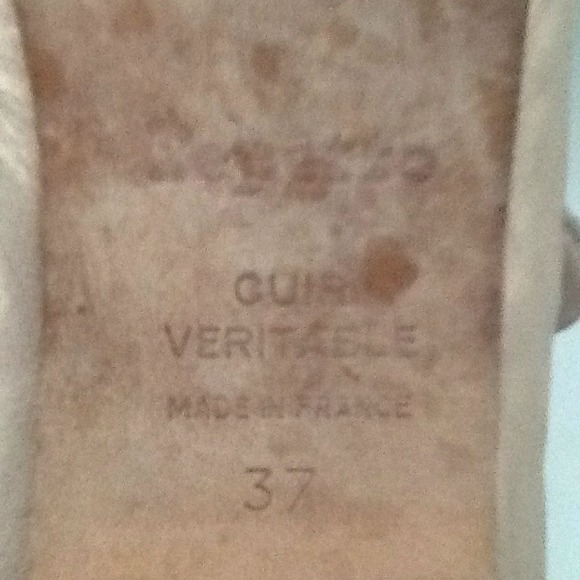 CUIR
VERITABLE
MADE IN FRANCE
37